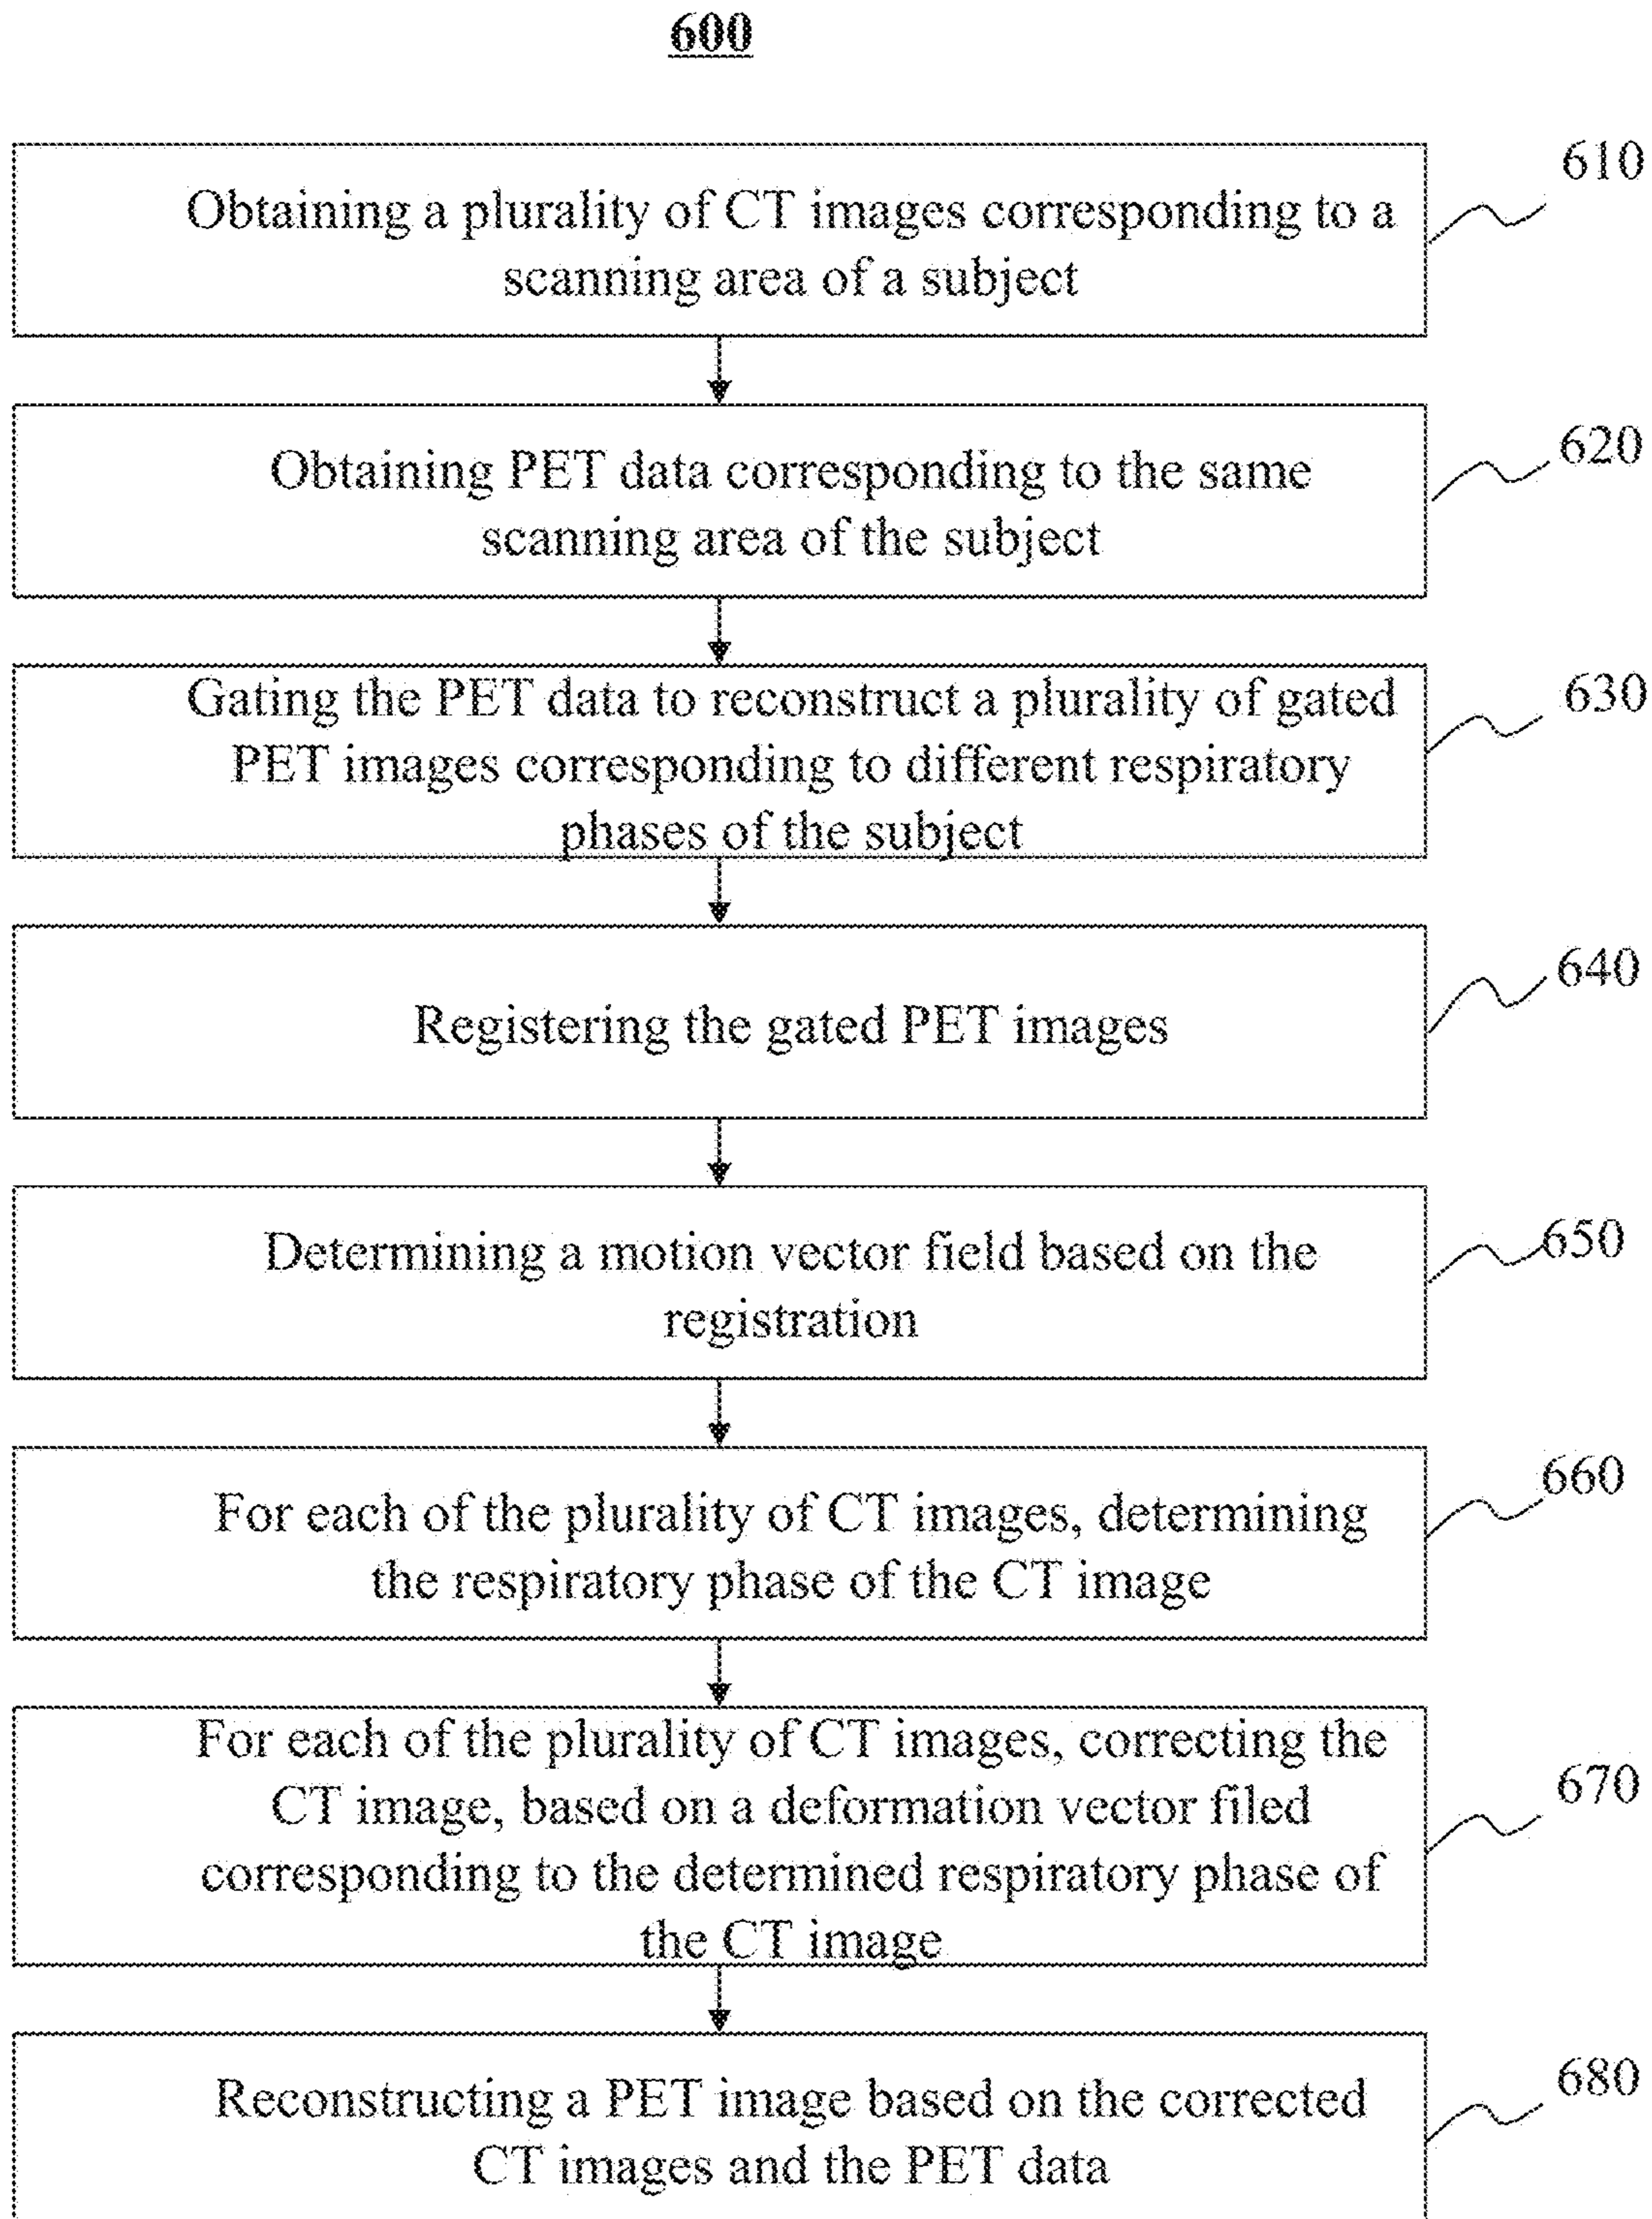 600
610
Obtaining a plurality of CT images corresponding to a
scanning area of a subject
620
Obtaining PET data corresponding to the same
scanning area of the subject
630
Gating the PET data to reconstruct a plurality of gated
PET images corresponding to different respiratory
phases of the subject
640
Registering the gated PET images
650
Determining a motion vector field based on the
registration
660
For each of the plurality of CT images, determining
the respiratory phase of the CT image
670
For each of the plurality of CT images, correcting the
CT image, based on a deformation vector filed
corresponding to the determined respiratory phase of
the CT image
680
Reconstructing a PET image based on the corrected
CT images and the PET data